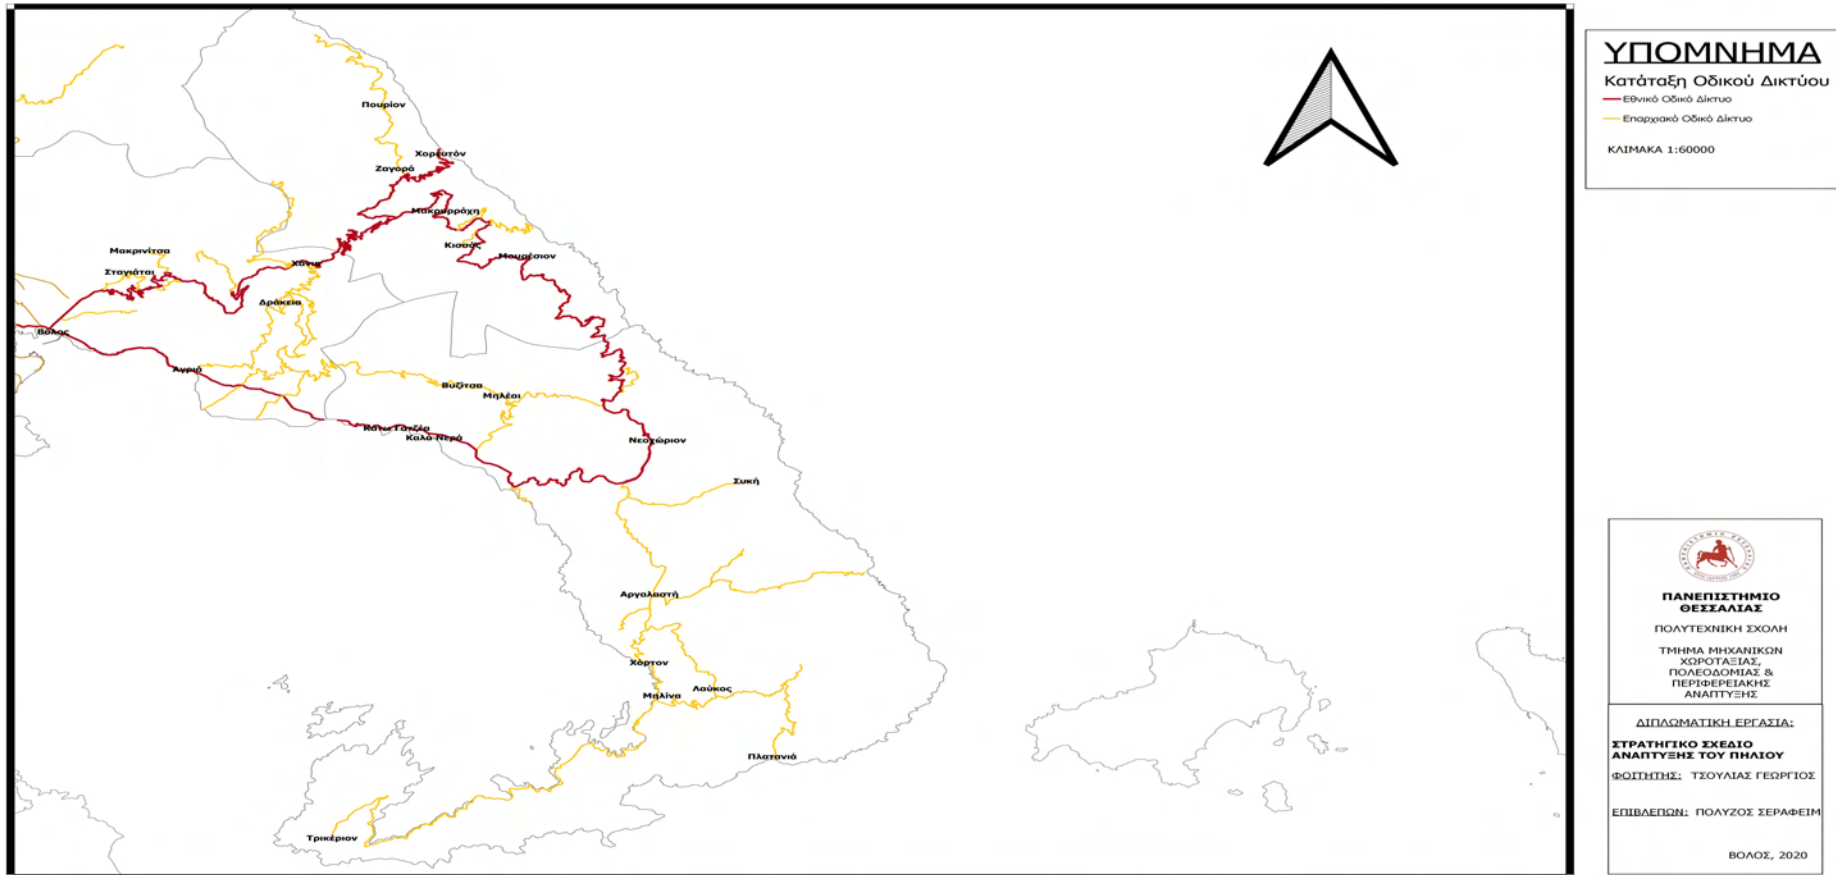 ΥΠΟΜΝΗΜΑ
Κατάταξη Οδικού Δικτύου
Εθνικό Οδικό Δίκτυο
Επαρχιακό Οδικό Δίκτυο
ΚΛΙΜΑΚΑ 1:60000
Πουρίον
Χορευτόν
Ζαγορά
Μακρυρράχη
Κισσός
Μουρέσιον
Μακρινίτσα
Σταγιάται
Χάνια
Δράκεια
Βόλος
Αγριά
Βυζίτσα
Μηλέαι
Κάτω Γατζέα
Καλά Νερά
Νεοχώριον
Συκή
Αργαλαστή
Χόρτον
Μηλίνα
Λαύκος
Πλατανιά
Τρικέριον
ΠΑΝΕΠΙΣΤΗΜΙΟ
ΘΕΣΣΑΛΙΑΣ
ΠΟΛΥΤΕΧΝΙΚΗ ΣΧΟΛΗ
ΤΜΗΜΑ ΜΗΧΑΝΙΚΩΝ
ΧΩΡΟΤΑΞΙΑΣ,
ΠΟΛΕΟΔΟΜΙΑΣ &
ΠΕΡΙΦΕΡΕΙΑΚΗΣ
ΑΝΑΠΤΥΞΗΣ
ΔΙΠΛΩΜΑΤΙΚΗ ΕΡΓΑΣΙΑ:
ΣΤΡΑΤΗΓΙΚΟ ΣΧΕΔΙΟ
ΑΝΑΠΤΥΞΗΣ ΤΟΥ ΠΗΛΙΟΥ
ΦΟΙΤΗΤΗΣ: ΤΣΟΥΛΙΑΣ ΓΕΩΡΓΙΟΣ
ΕΠΙΒΛΕΠΩΝ: ΠΟΛΥΖΟΣ ΣΕΡΑΦΕΙΜ
ΒΟΛΟΣ, 2020